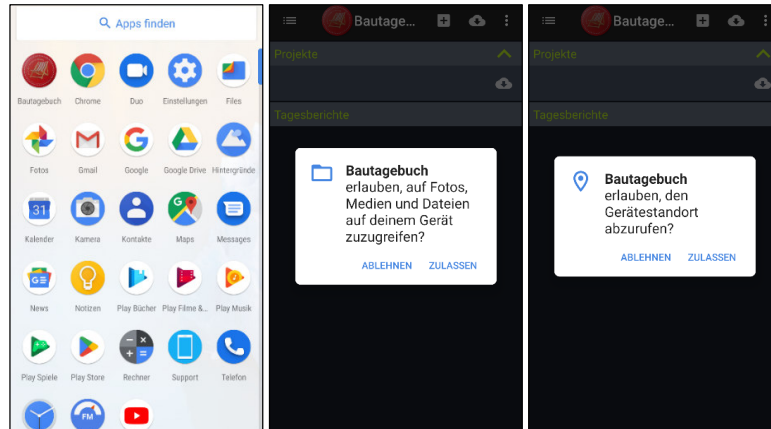 Apps finden
Bautagebuch Chrome Duo Einstellungen Files
Fotos Gmail Google Google Drive Hintergründe
31
Kalender Kamera Kontakte Maps Messages
GE
News Notizen Play Bücher Play Filme &... Play Musik
Play Spiele Play Store Rechner Support Telefon
FM
Bautage...
Projekte
Tagesberichte
Bautagebuch
erlauben, auf Fotos,
Medien und Dateien
auf deinem Gerät
zuzugreifen?
ABLEHNEN ZULASSEN
Bautage...
Projekte
Tagesberichte
Bautagebuch
erlauben, den
Gerätestandort
abzurufen?
ABLEHNEN ZULASSEN